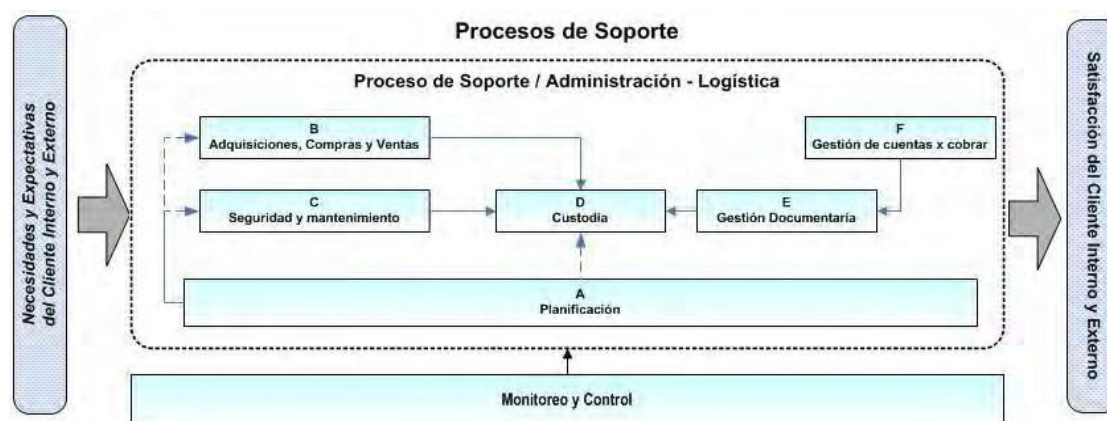 Procesos de Soporte
Necesidades y Expectativas
del Cliente Interno y Externo
Proceso de Soporte / Administración - Logística
B
Adquisiciones, Compras y Ventas
F
Gestión de cuentas x cobrar
C
Seguridad y mantenimiento
D
Custodia
E
Gestión Documentaria
A
Planificación
Monitoreo y Control
Satisfacción del Cliente Interno y Externo